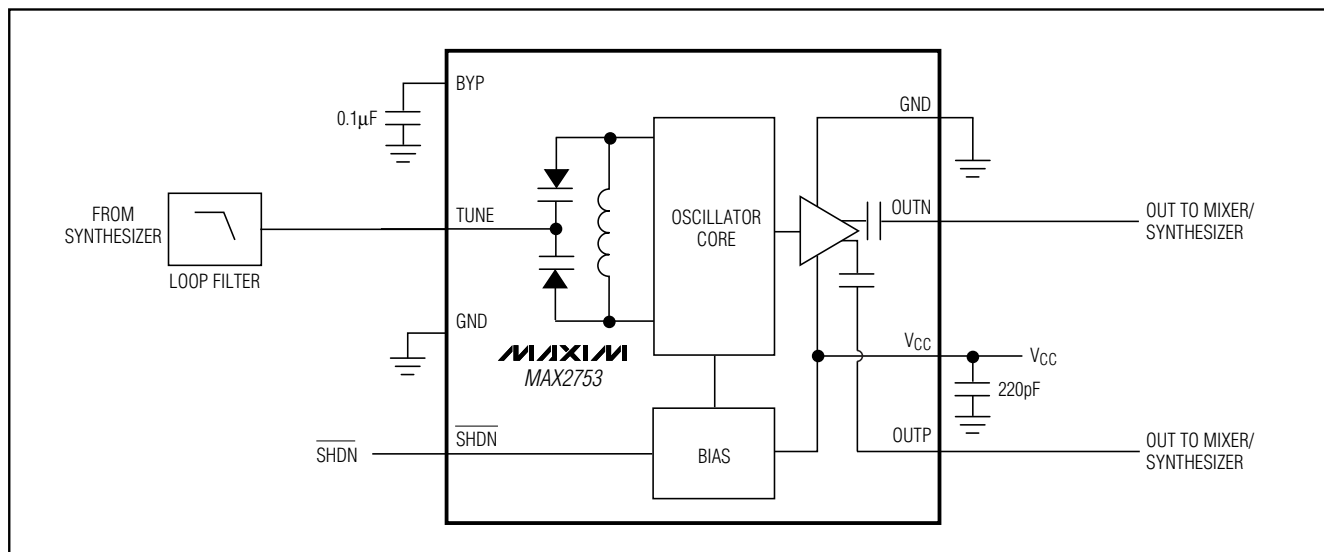 BYP
0.1µF
GND
FROM
SYNTHESIZER
LOOP FILTER
TUNE
OSCILLATOR
CORE
OUTN
OUT TO MIXER/
SYNTHESIZER
GND
MAXIM
MAX2753
VCC
VCC
220pF
SHDN
SHDN
BIAS
OUTP
OUT TO MIXER/
SYNTHESIZER